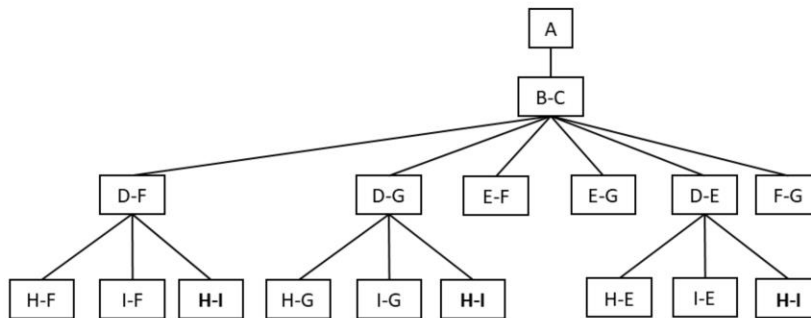 A
B-C
D-F
D-G
E-F
E-G
D-E
F-G
H-F
I-F
H-I
H-G
I-G
H-I
H-E
I-E
H-I